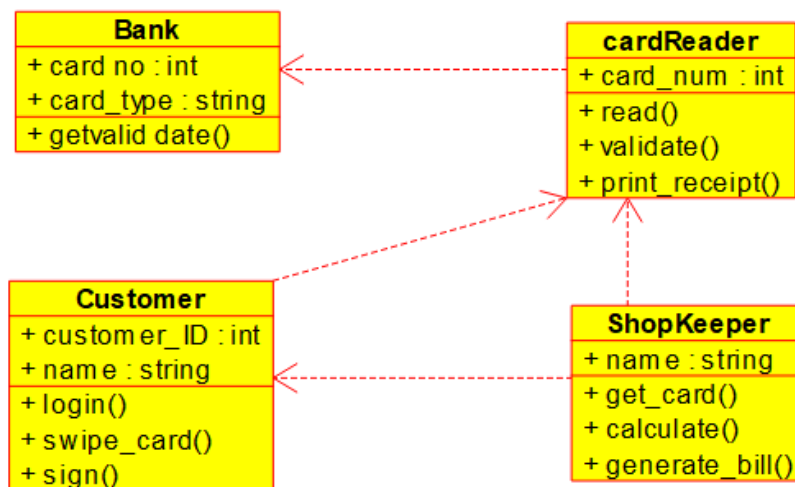 Bank
+ card no : int
+ card_type : string
+ getvalid date()
cardReader
+ card_num : int
+ read()
+ validate()
+ print_receipt()
Customer
+ customer_ID : int
+ name : string
+ login()
+ swipe_card()
+ sign()
ShopKeeper
+ name : string
+ get_card()
+ calculate()
+ generate_bill()